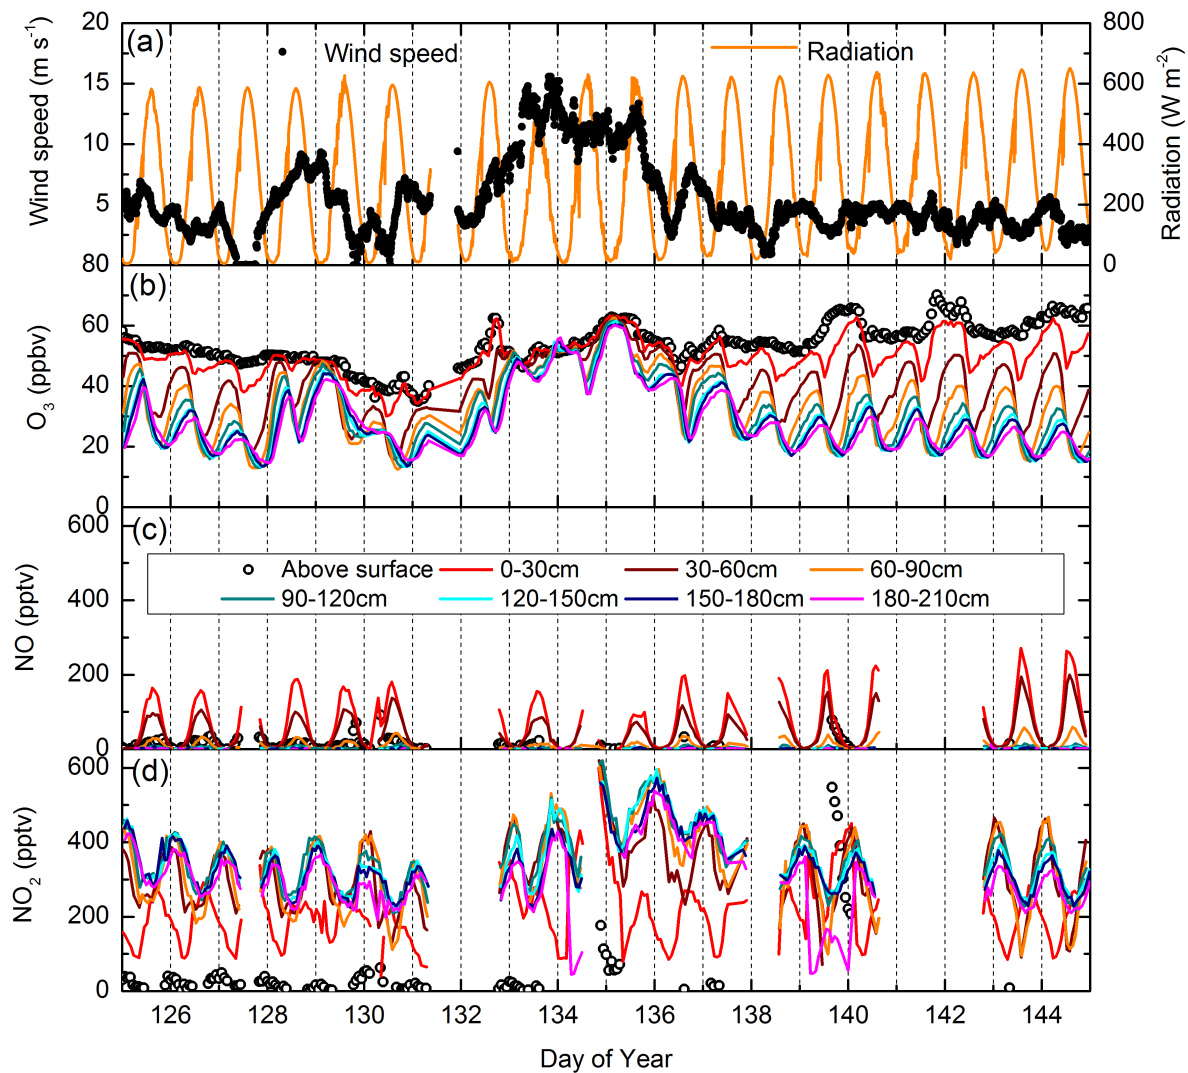 (a)
Wind speed
Radiation
20
15
10
5
80
Wind speed (m s-1)
800
600
400
200
0
Radiation (W m-2)
(b)
60
40
20
0
O3 (ppbv)
(c)
600
400
200
0
NO (pptv)
Above surface 0-30cm 30-60cm 60-90cm
90-120cm 120-150cm 150-180cm 180-210cm
(d)
600
400
200
0
NO2 (pptv)
126 128 130 132 134 136 138 140 142 144
Day of Year